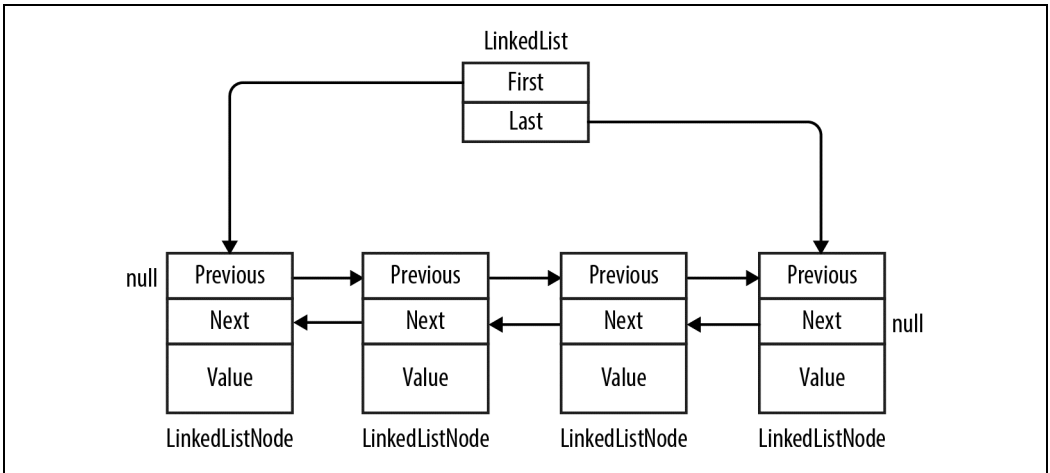 LinkedList
First
Last
null Previous Previous Previous Previous
Next Next Next Next null
Value Value Value Value
LinkedListNode LinkedListNode LinkedListNode LinkedListNode